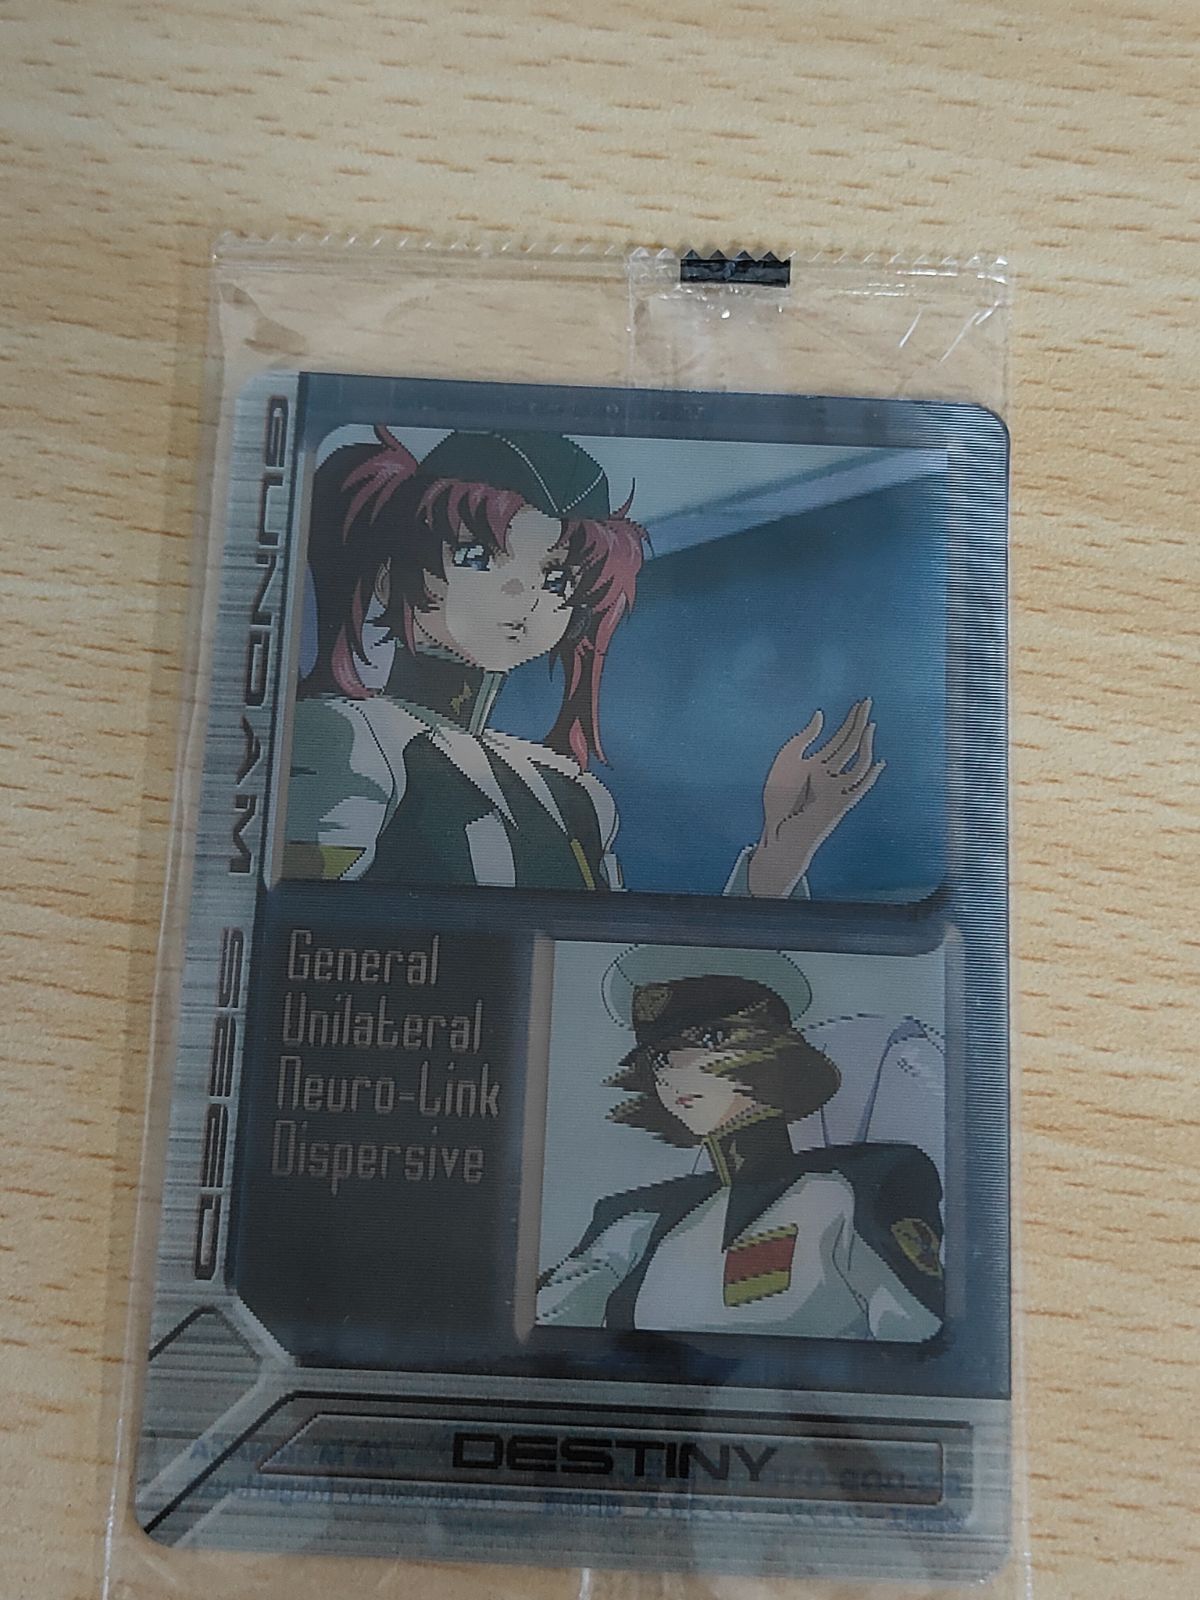 GUNDAM SEED
General
Unilateral
Neuro-Link
Dispersive
DESTINY